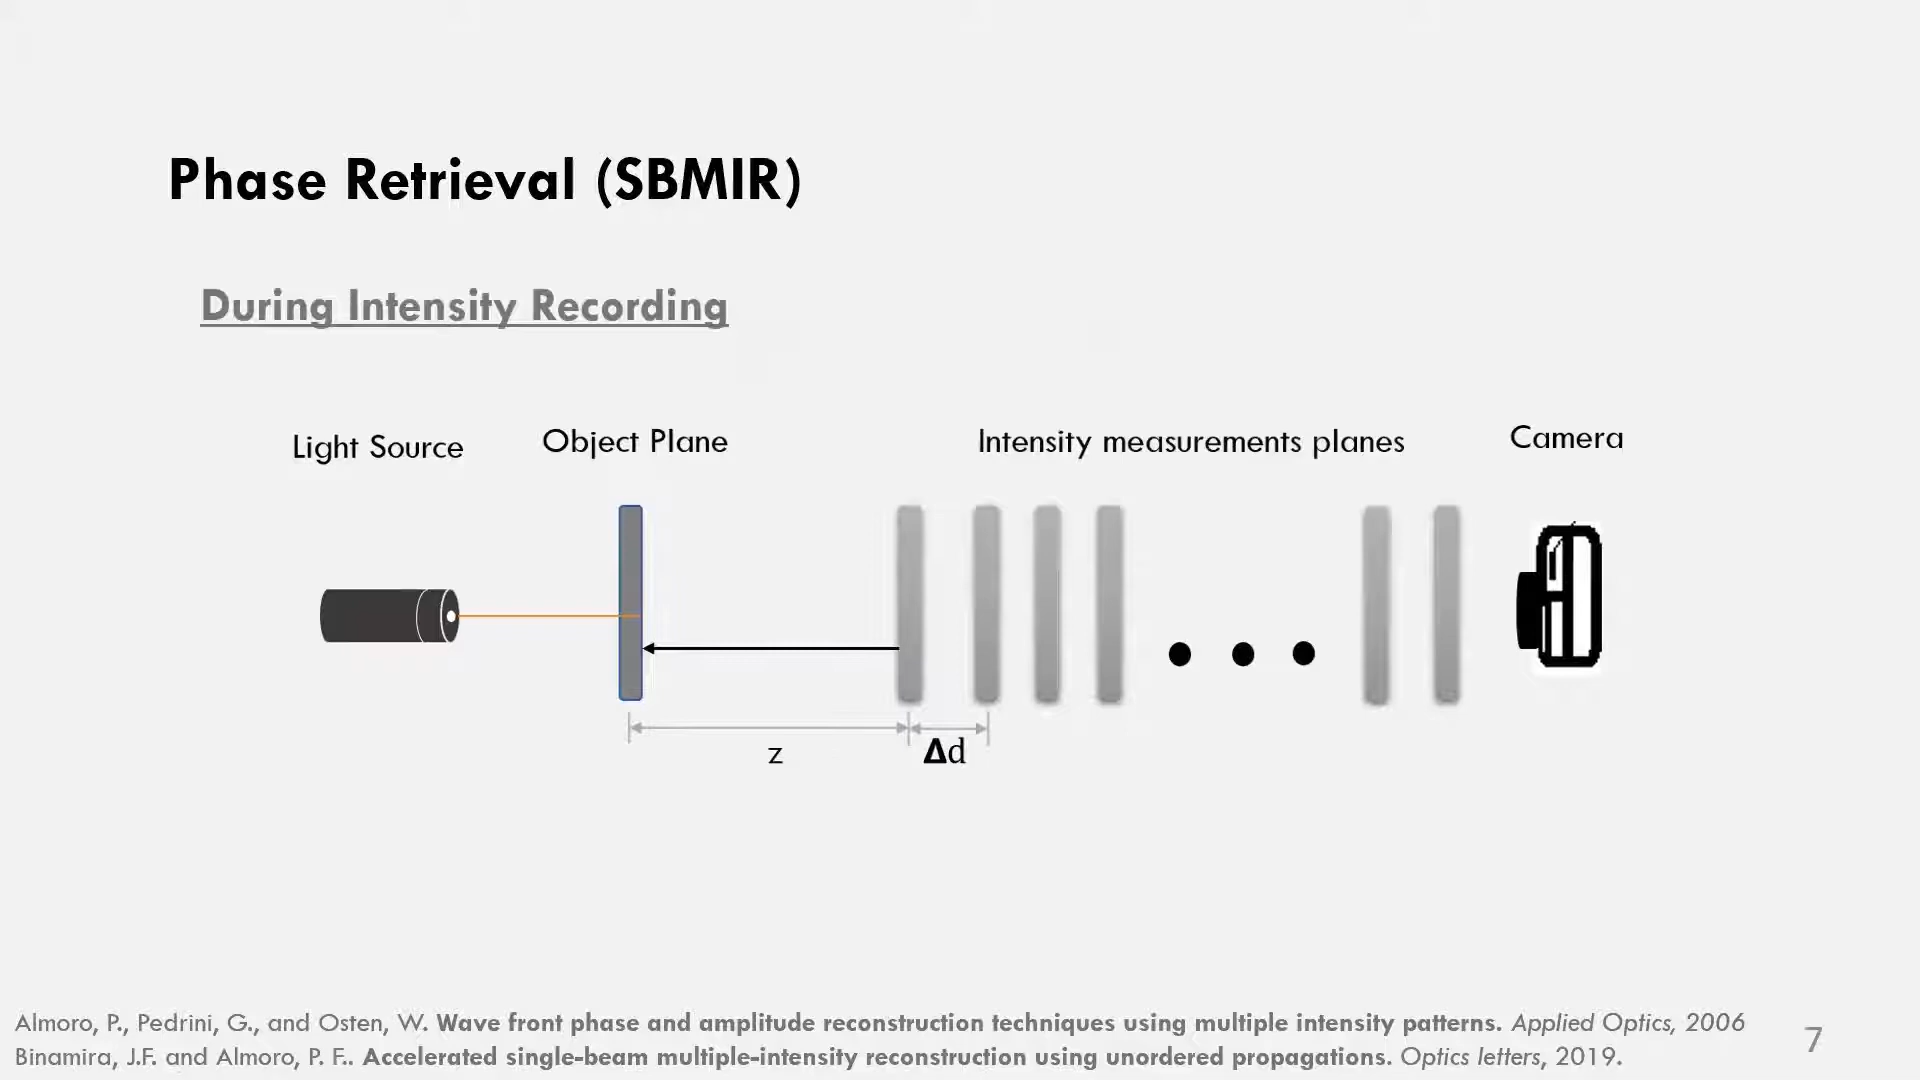 Phase Retrieval (SBMIR)
During Intensity Recording
Light Source
Object Plane
Intensity measurements planes
Camera
z
Δd
Almoro, P., Pedrini, G., and Osten, W. Wave front phase and amplitude reconstruction techniques using multiple intensity patterns. Applied Optics, 2006
Binamira, J.F. and Almoro, P. F.. Accelerated single-beam multiple-intensity reconstruction using unordered propagations. Optics letters, 2019.
7